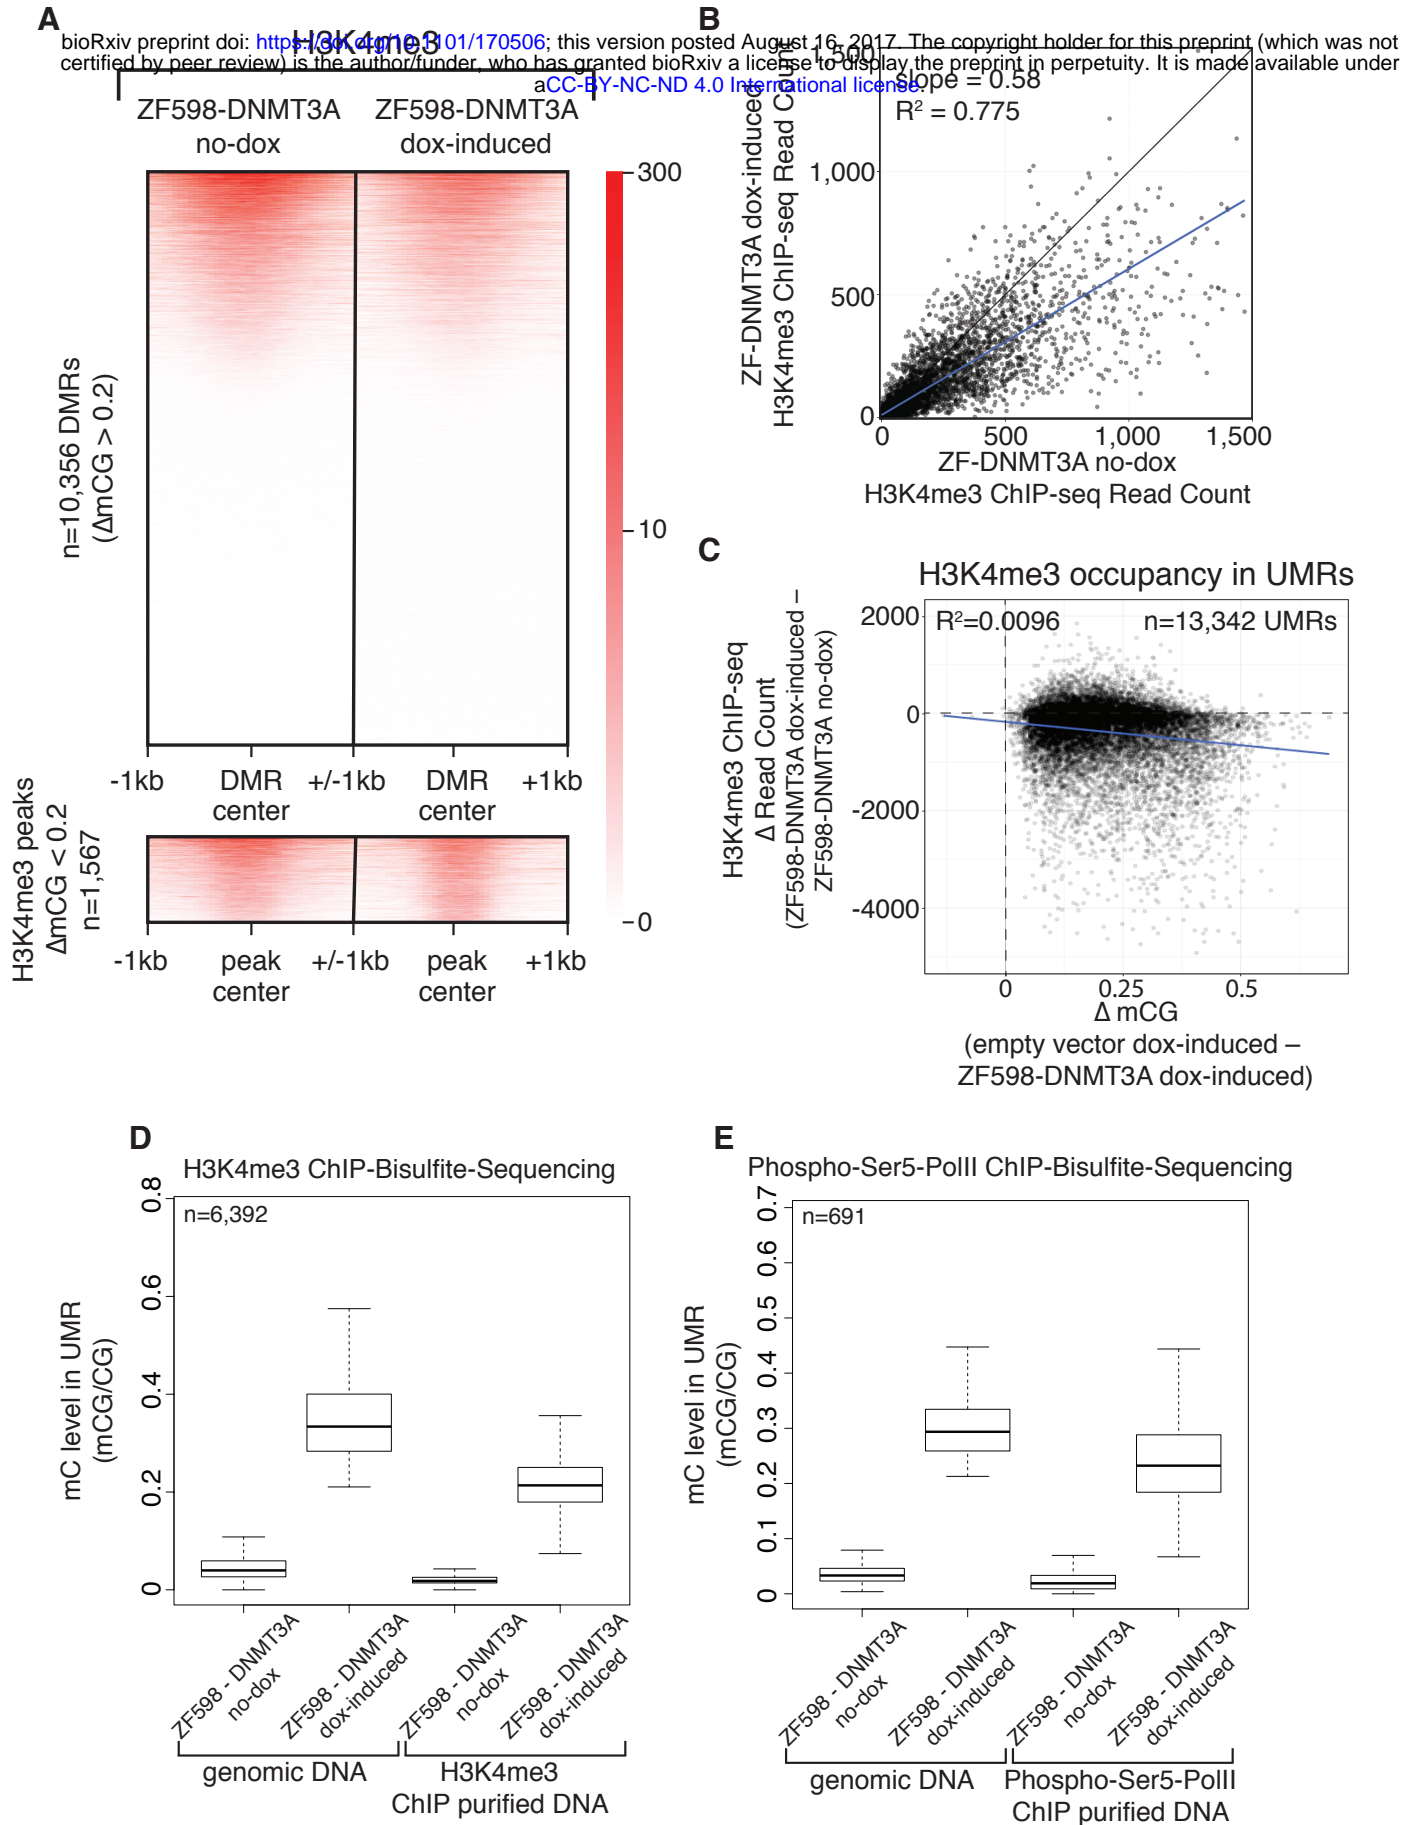 A
B
bioRxiv preprint doi: https://doi.org/10.1101/170506; this version posted August 16, 2017. The copyright holder for this preprint (which was not
certified by peer review) is the author/funder, who has granted bioRxiv a license to display the preprint in perpetuity. It is made available under
aCC-BY-NC-ND 4.0 International license.
H3K4me3
ZF598-DNMT3A
no-dox
ZF598-DNMT3A
dox-induced
300
10
0
n=10,356 DMRs
(ΔmCG > 0.2)
-1kb
DMR
center
+/-1kb
DMR
center
+1kb
H3K4me3 peaks
ΔmCG < 0.2
n=1,567
-1kb
peak
center
+/-1kb
peak
center
+1kb
slope = 0.58
R² = 0.775
ZF-DNMT3A dox-induced
H3K4me3 ChIP-seq Read Count
1,500
1,000
500
0
0
500
1,000
1,500
ZF-DNMT3A no-dox
H3K4me3 ChIP-seq Read Count
C
H3K4me3 occupancy in UMRs
R²=0.0096
n=13,342 UMRs
H3K4me3 ChIP-seq
Δ Read Count
(ZF598-DNMT3A dox-induced –
ZF598-DNMT3A no-dox)
2000
0
-2000
-4000
0
0.25
0.5
Δ mCG
(empty vector dox-induced –
ZF598-DNMT3A dox-induced)
D
H3K4me3 ChIP-Bisulfite-Sequencing
n=6,392
mC level in UMR
(mCG/CG)
0.8
0.6
0.4
0.2
0
ZF598 - DNMT3A
no-dox
ZF598 - DNMT3A
dox-induced
ZF598 - DNMT3A
no-dox
ZF598 - DNMT3A
dox-induced
genomic DNA
H3K4me3
ChIP purified DNA
E
Phospho-Ser5-PolII ChIP-Bisulfite-Sequencing
n=691
mC level in UMR
(mCG/CG)
0.7
0.6
0.5
0.4
0.3
0.2
0.1
0
ZF598 - DNMT3A
no-dox
ZF598 - DNMT3A
dox-induced
ZF598 - DNMT3A
no-dox
ZF598 - DNMT3A
dox-induced
genomic DNA
Phospho-Ser5-PolII
ChIP purified DNA